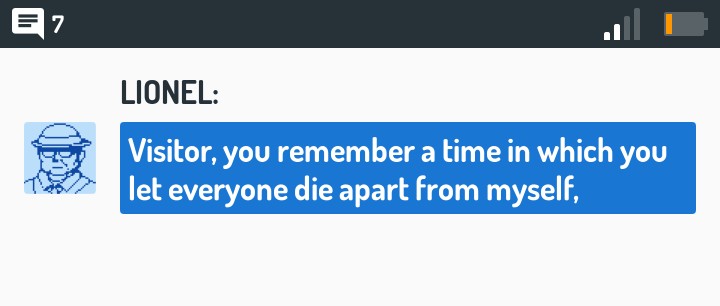 7
LIONEL:
Visitor, you remember a time in which you
let everyone die apart from myself,